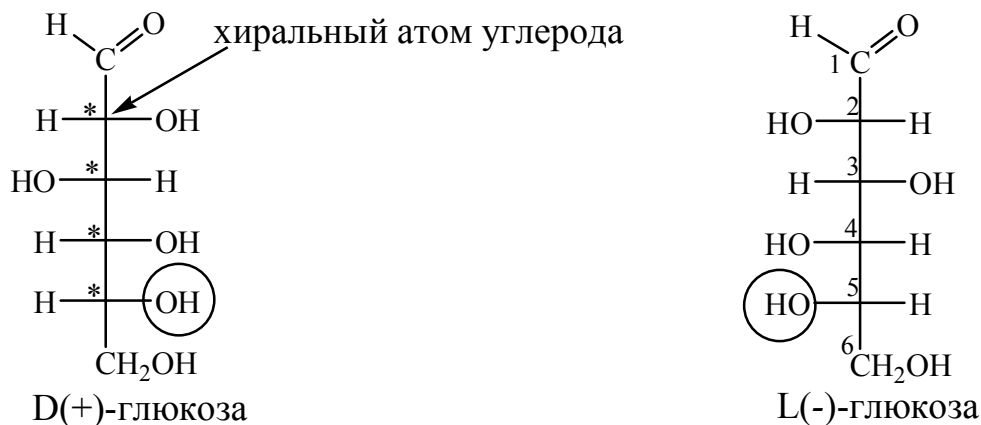 H O H O
C хиральный атом углерода 1 C
* 2
H OH HO H
* 3
HO H H OH
* 4
H OH HO H
* 5
H OH HO H
6
CH₂OH CH₂OH
D(+)-глюкоза L(-)-глюкоза